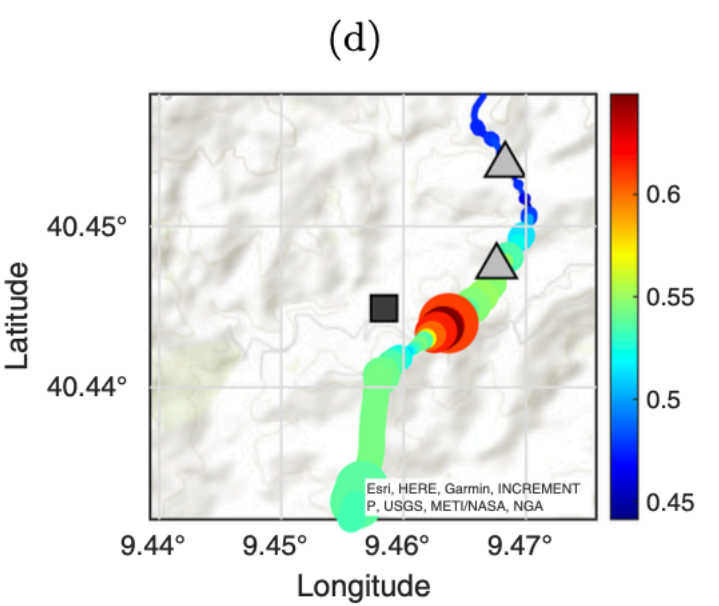 (d)
0.6
40.45°
0.55
Latitude
40.44°
0.5
Esri, HERE, Garmin, INCREMENT
P, USGS, METI/NASA, NGA
0.45
9.44° 9.45° 9.46° 9.47°
Longitude